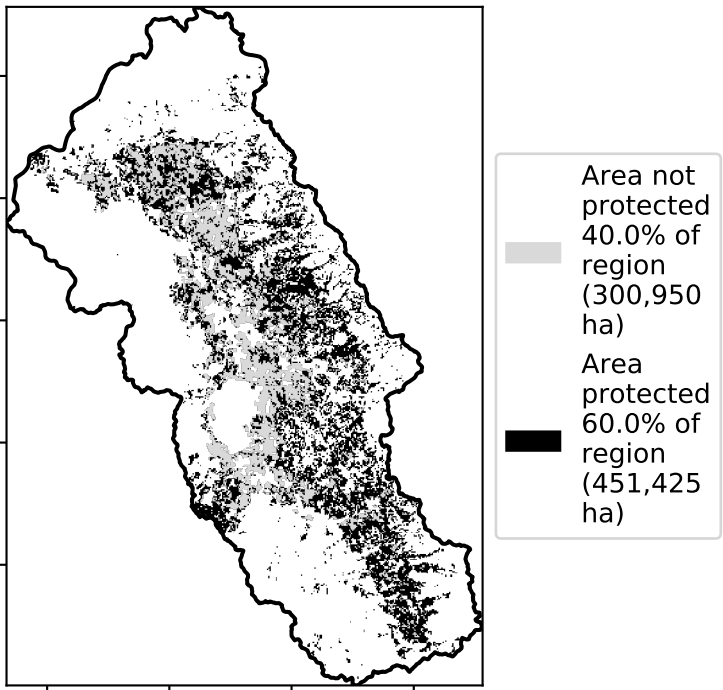 Area not
protected
40.0% of
region
(300,950
ha)
Area
protected
60.0% of
region
(451,425
ha)